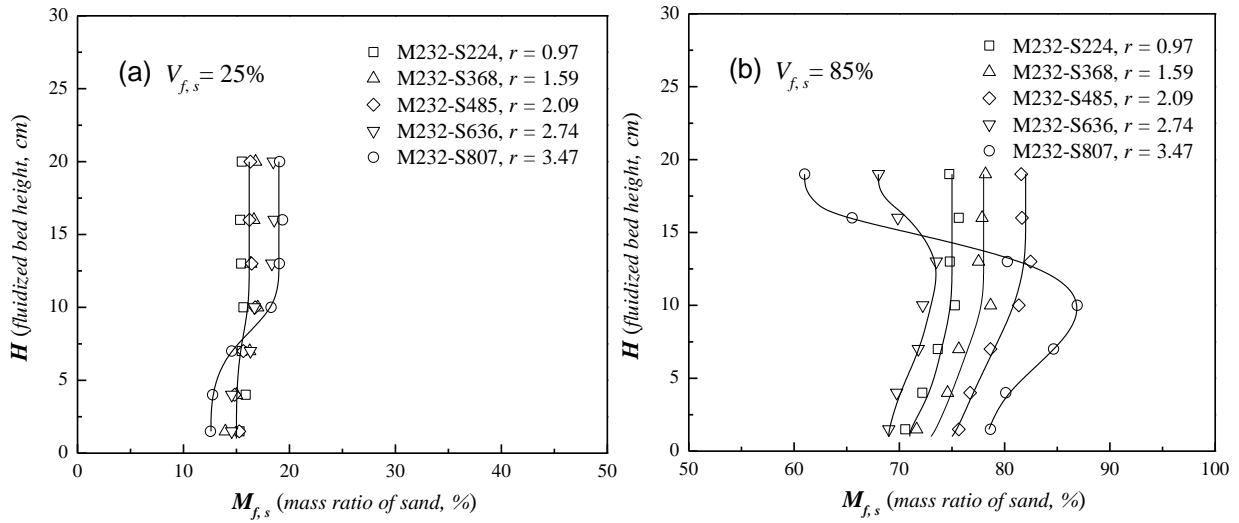 30
25
20
15
10
5
0
H (fluidized bed height, cm)
(a) V_{f, s} = 25%
M232-S224, r = 0.97
M232-S368, r = 1.59
M232-S485, r = 2.09
M232-S636, r = 2.74
M232-S807, r = 3.47
0 10 20 30 40 50
M_{f, s} (mass ratio of sand, %)
30
25
20
15
10
5
0
H (fluidized bed height, cm)
(b) V_{f, s} = 85%
M232-S224, r = 0.97
M232-S368, r = 1.59
M232-S485, r = 2.09
M232-S636, r = 2.74
M232-S807, r = 3.47
50 60 70 80 90 100
M_{f, s} (mass ratio of sand, %)